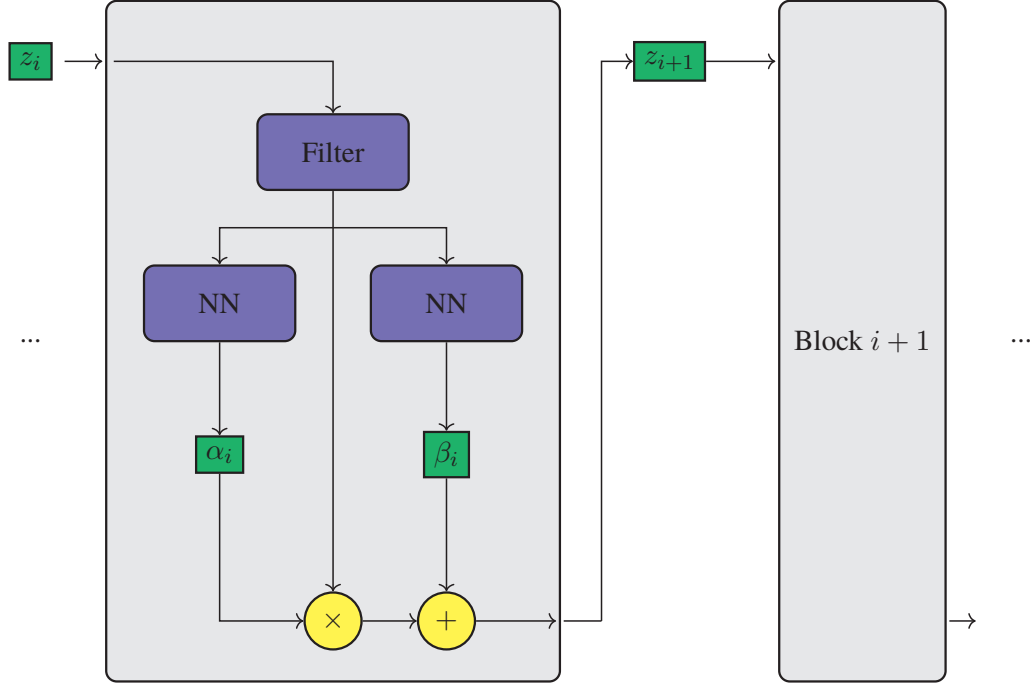 z_i
z_{i+1}
Filter
NN
NN
...
Block i + 1
...
α_i
β_i
×
+